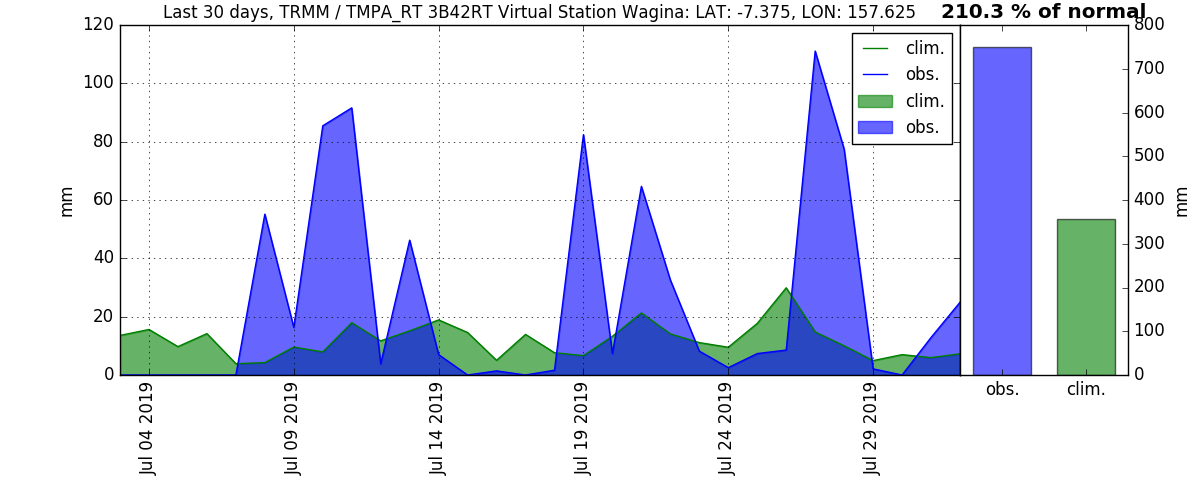 Last 30 days, TRMM / TMPA_RT 3B42RT Virtual Station Wagina: LAT: -7.375, LON: 157.625
210.3 % of normal
120
100
80
60
40
20
0
mm
clim.
obs.
clim.
obs.
800
700
600
500
400
300
200
100
0
mm
Jul 04 2019
Jul 09 2019
Jul 14 2019
Jul 19 2019
Jul 24 2019
Jul 29 2019
obs.
clim.